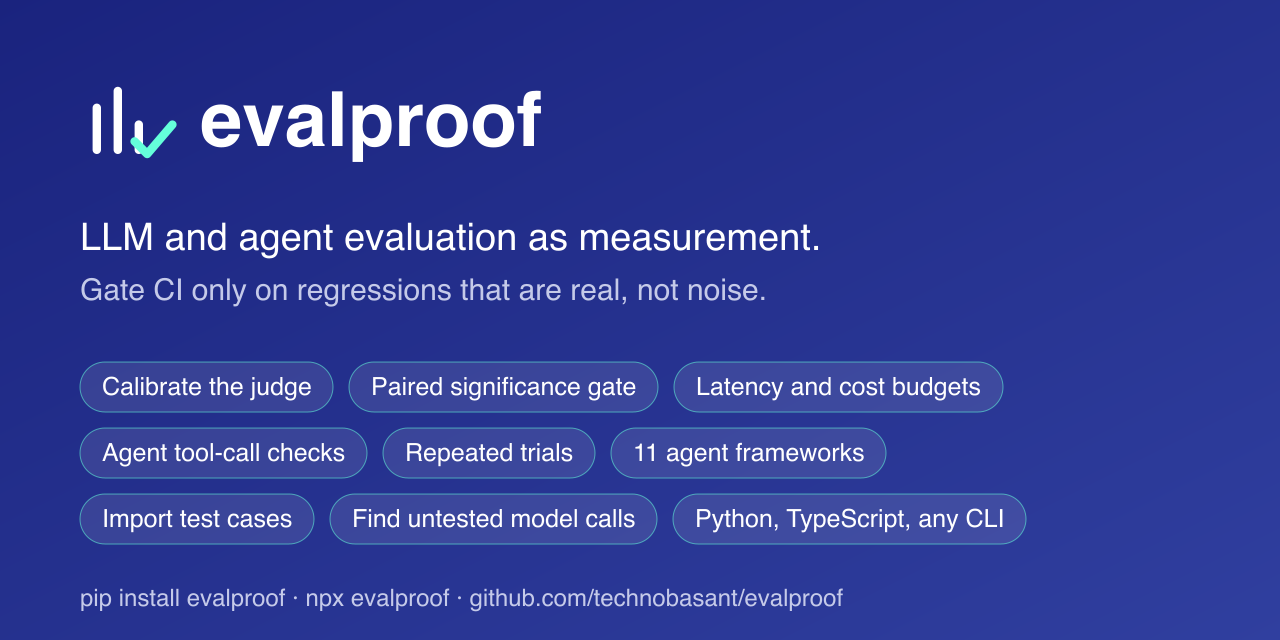 evalproof
LLM and agent evaluation as measurement.
Gate CI only on regressions that are real, not noise.
Calibrate the judge
Paired significance gate
Latency and cost budgets
Agent tool-call checks
Repeated trials
11 agent frameworks
Import test cases
Find untested model calls
Python, TypeScript, any CLI
pip install evalproof · npx evalproof · github.com/technobasant/evalproof